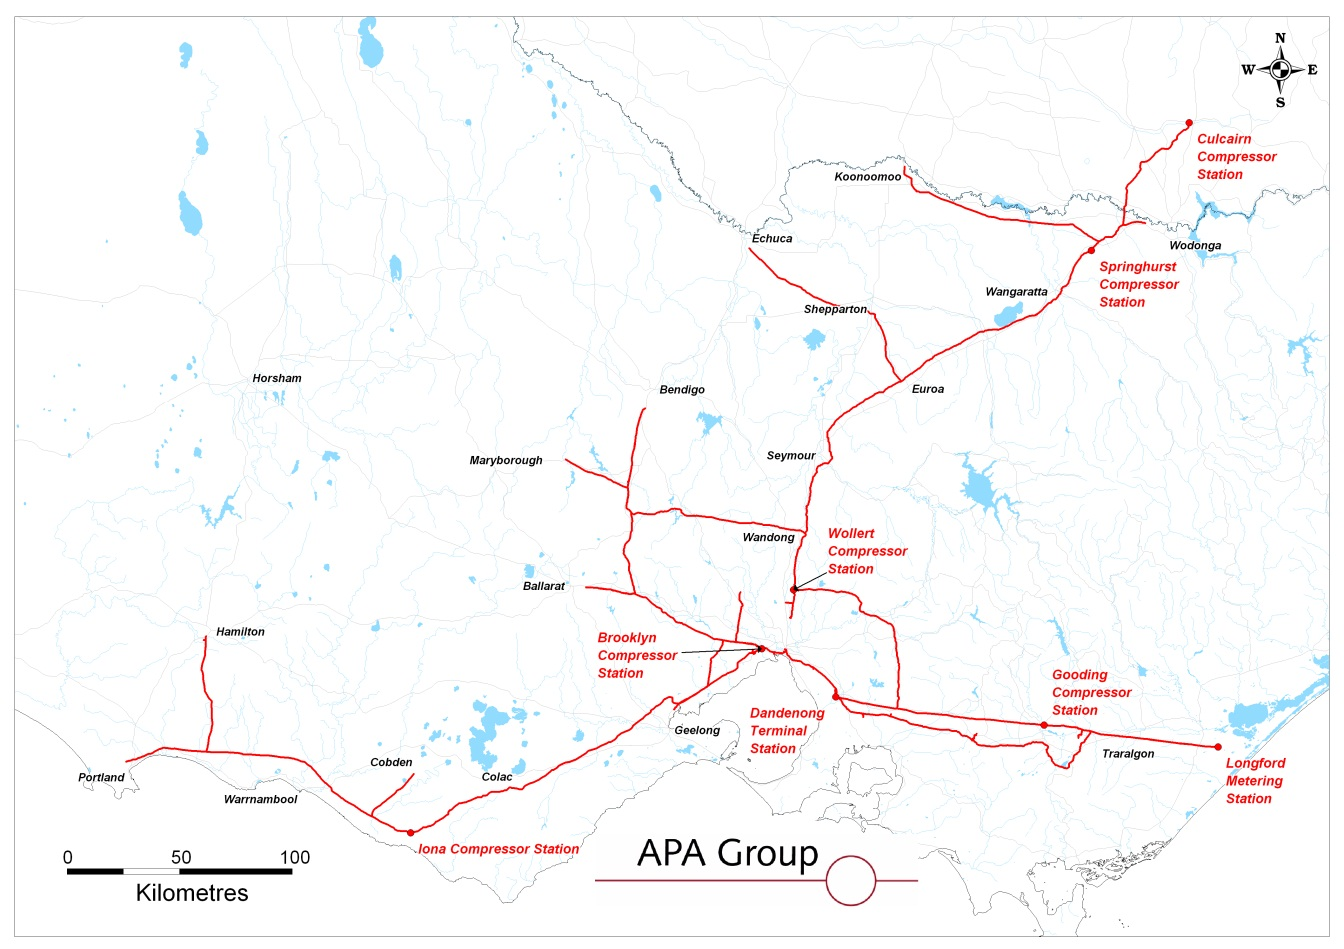 N
W E
S
Culcairn
Compressor
Station
Koonoomoo
Echuca
Wodonga
Springhurst
Compressor
Station
Wangaratta
Shepparton
Horsham
Bendigo
Euroa
Maryborough
Seymour
Wandong
Wollert
Compressor
Station
Ballarat
Hamilton
Brooklyn
Compressor
Station
Gooding
Compressor
Station
Dandenong
Terminal
Station
Geelong
Traralgon
Longford
Metering
Station
Portland
Cobden
Colac
Warrnambool
Iona Compressor Station
0 50 100
Kilometres
APA Group